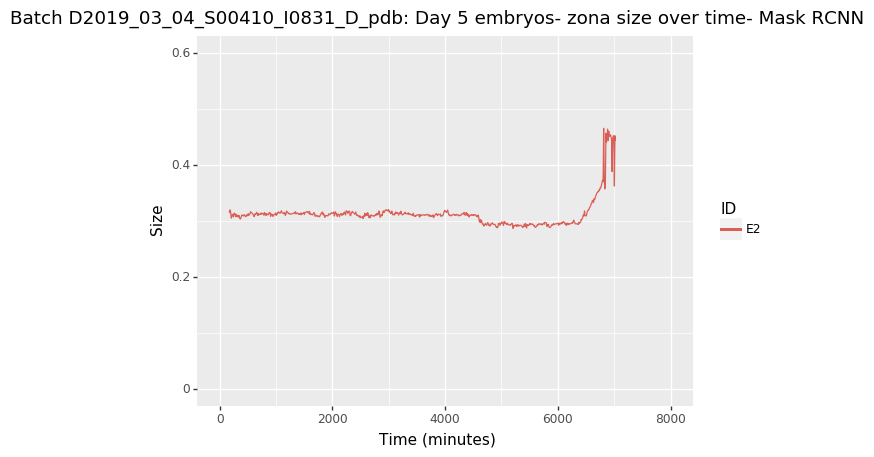 Batch D2019_03_04_S00410_I0831_D_pdb: Day 5 embryos- zona size over time- Mask RCNN
0.6
0.4
0.2
0
Size
0 2000 4000 6000 8000
Time (minutes)
ID
E2